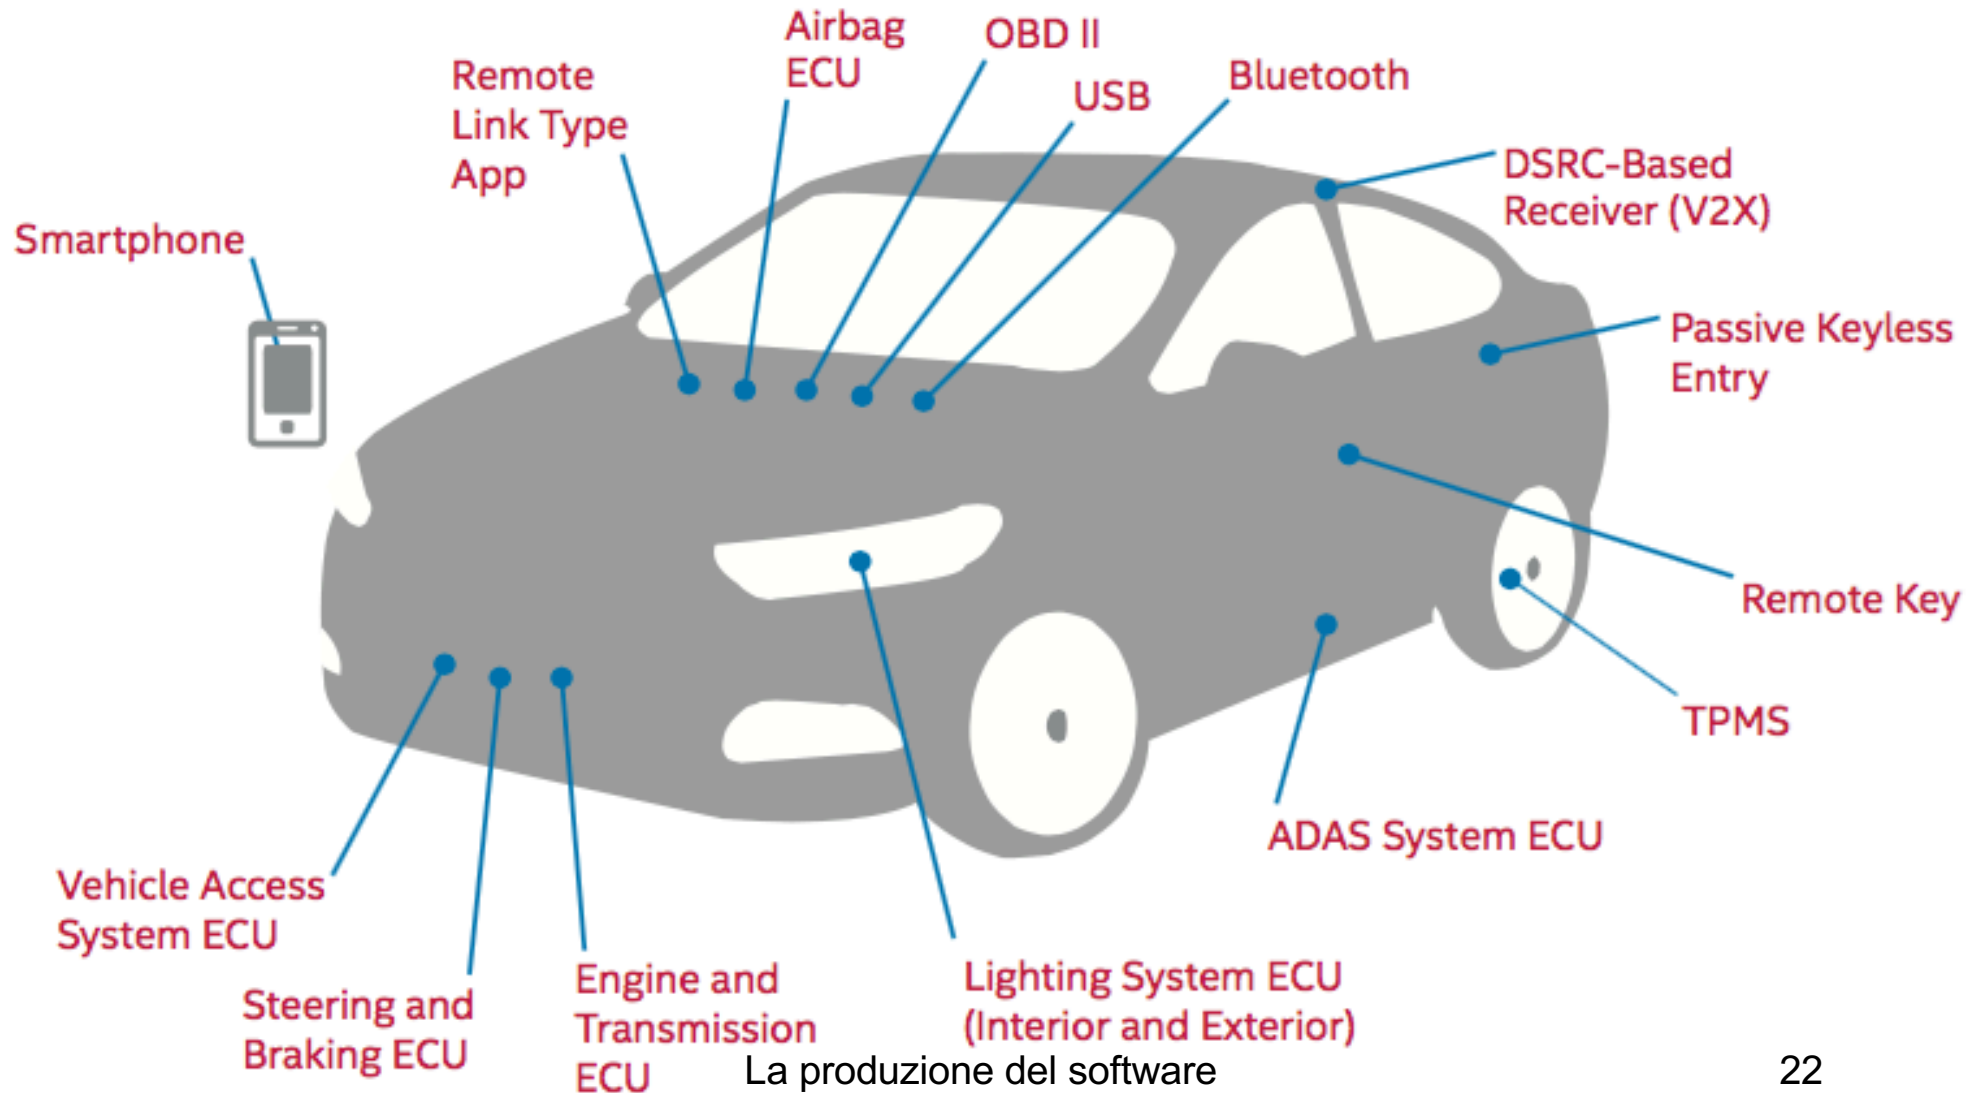 Airbag
ECU
OBD II
Remote
Link Type
App
USB
Bluetooth
DSRC-Based
Receiver (V2X)
Smartphone
Passive Keyless
Entry
Remote Key
TPMS
ADAS System ECU
Vehicle Access
System ECU
Steering and
Braking ECU
Engine and
Transmission
ECU
Lighting System ECU
(Interior and Exterior)
La produzione del software
22